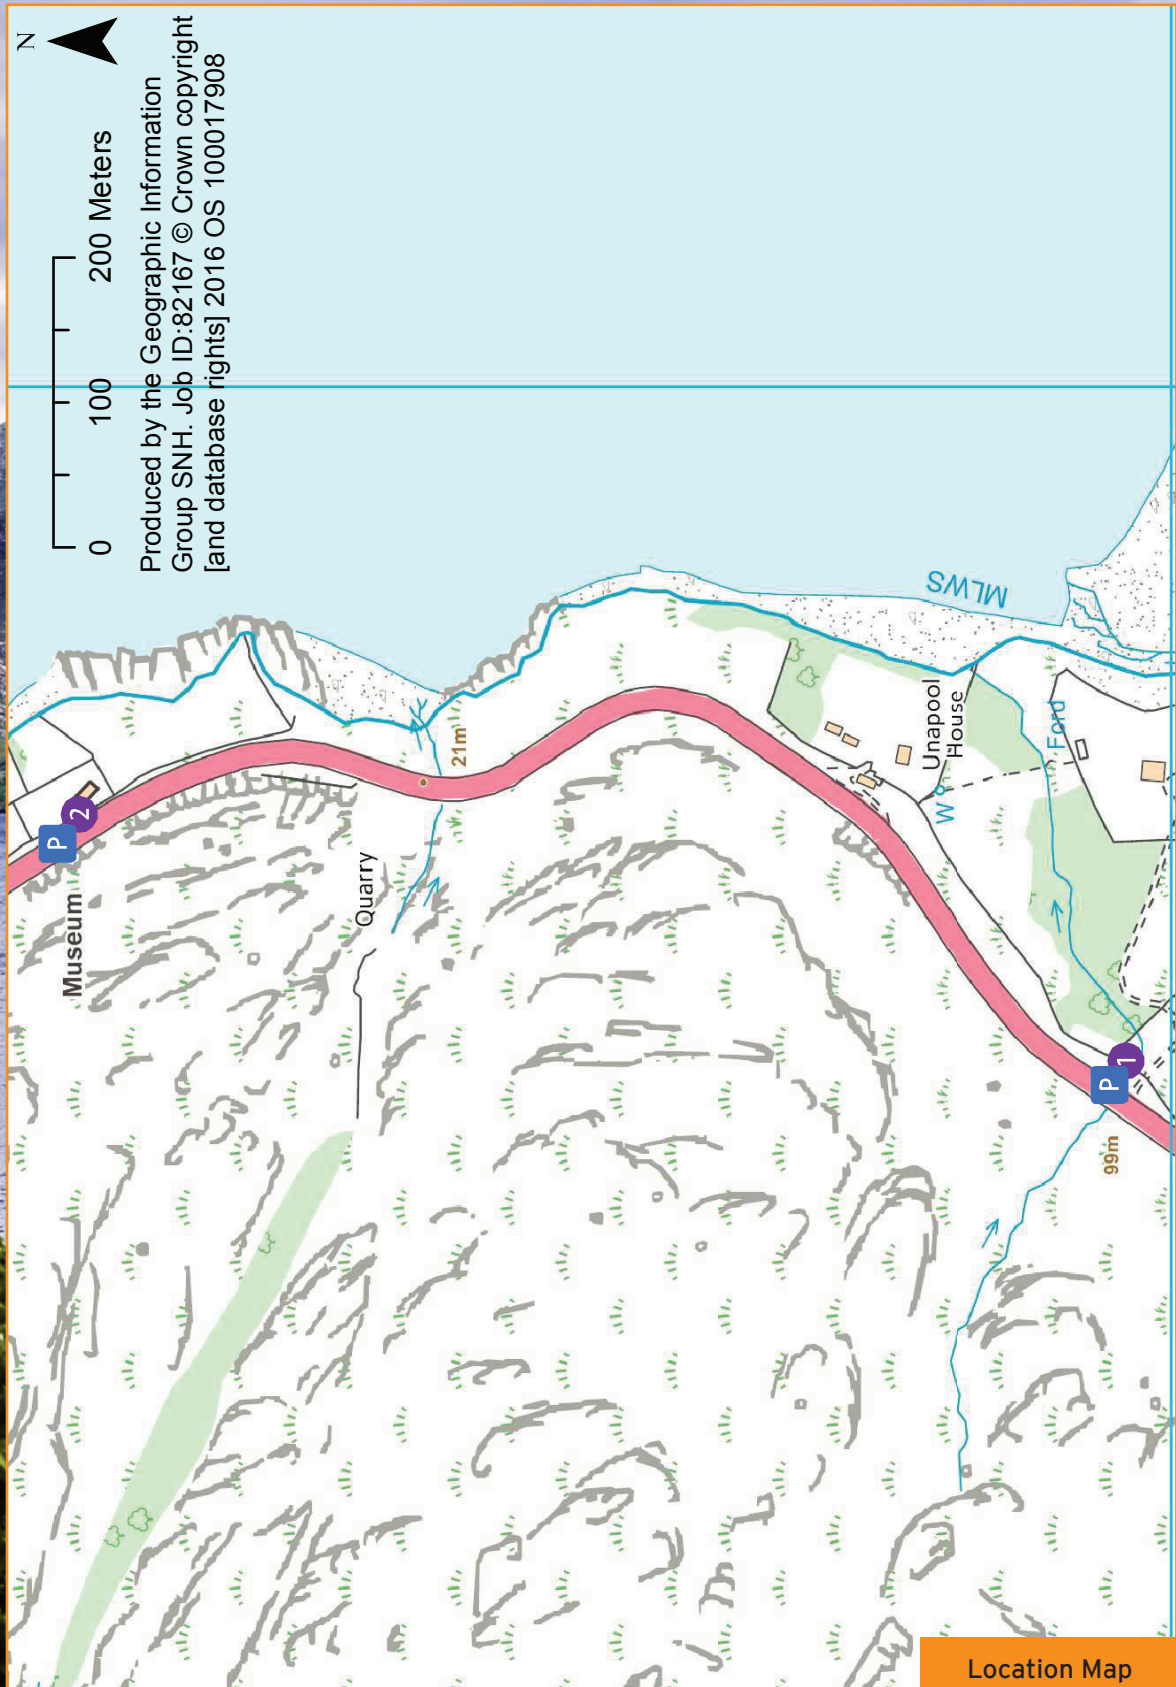 N
0 100 200 Meters
Produced by the Geographic Information
Group SNH. Job ID:82167 © Crown copyright
[and database rights] 2016 OS 100017908
P
2
Museum
Quarry
21m
MLWS
Unapool
House
W
Ford
P
1
99m
Location Map